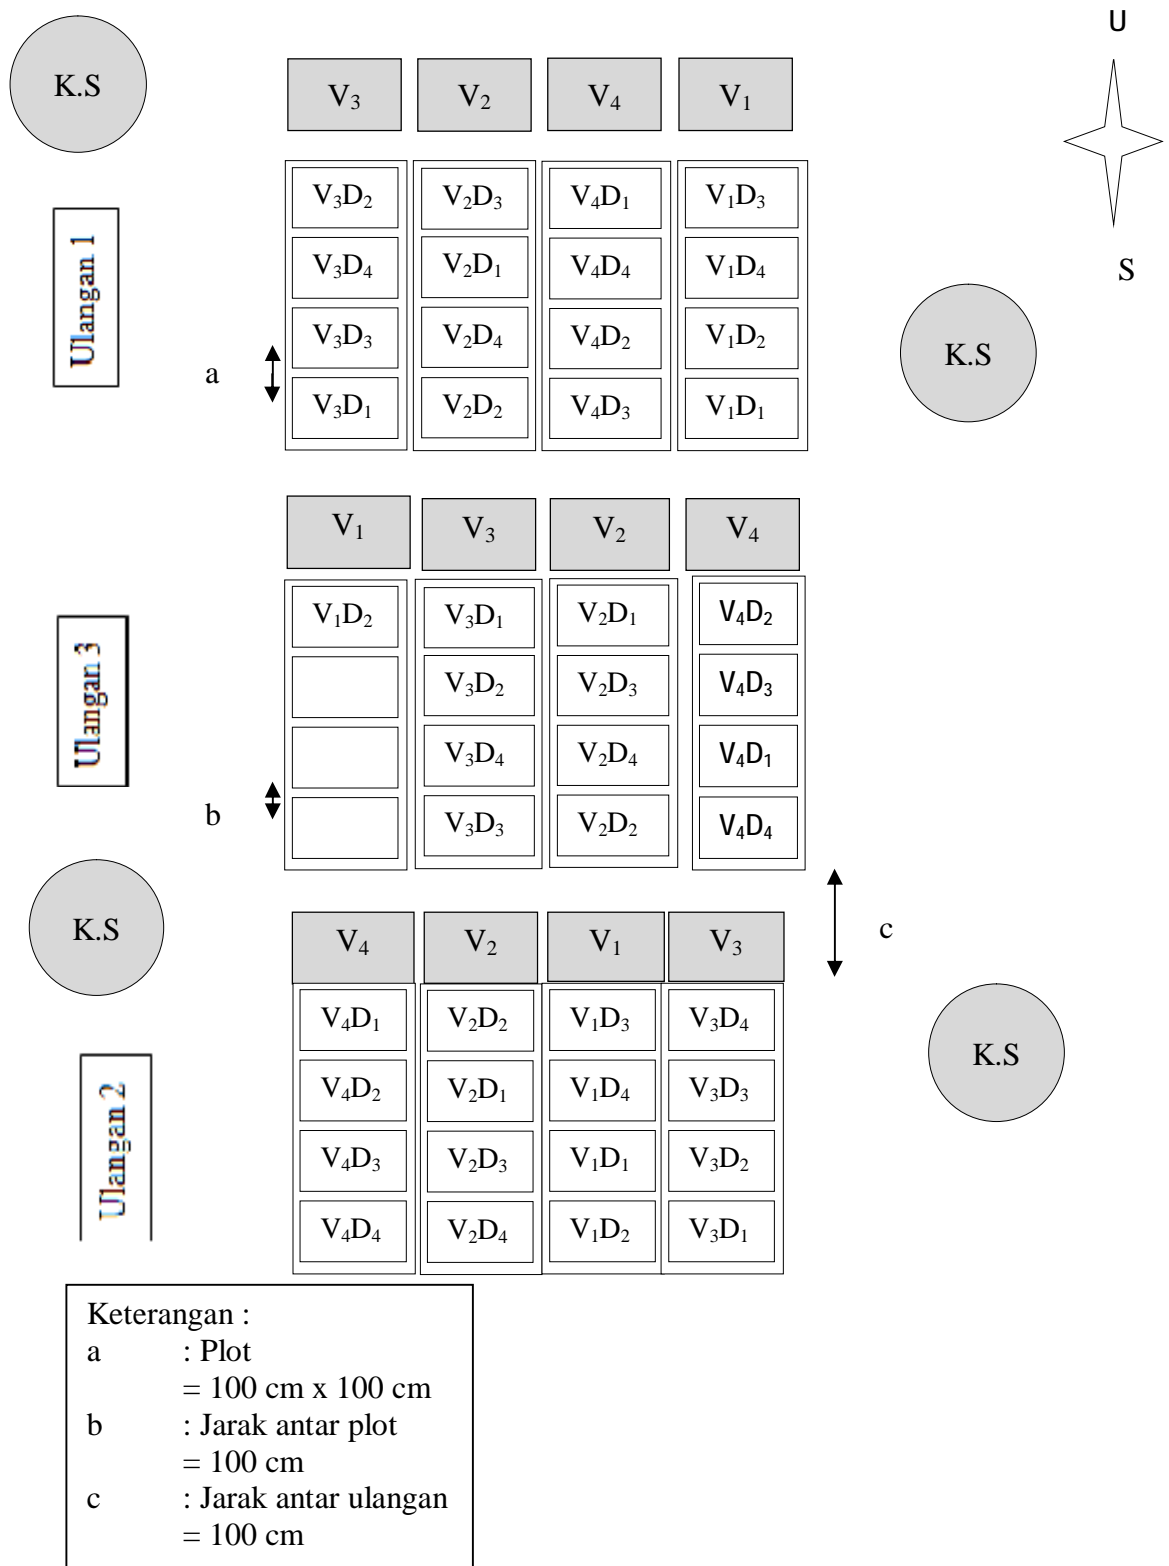 U
K.S
V₃ V₂ V₄ V₁
V₃D₂ V₂D₃ V₄D₁ V₁D₃
Ulangan 1
V₃D₄ V₂D₁ V₄D₄ V₁D₄
S
V₃D₃ V₂D₄ V₄D₂ V₁D₂
K.S
a
V₃D₁ V₂D₂ V₄D₃ V₁D₁
V₁ V₃ V₂ V₄
V₁D₂ V₃D₁ V₂D₁ V₄D₂
Ulangan 3
V₃D₂ V₂D₃ V₄D₃
V₃D₄ V₂D₄ V₄D₁
b
V₃D₃ V₂D₂ V₄D₄
K.S
c
V₄ V₂ V₁ V₃
V₄D₁ V₂D₂ V₁D₃ V₃D₄
K.S
V₄D₂ V₂D₁ V₁D₄ V₃D₃
Ulangan 2
V₄D₃ V₂D₃ V₁D₁ V₃D₂
V₄D₄ V₂D₄ V₁D₂ V₃D₁
Keterangan :
a : Plot
= 100 cm x 100 cm
b : Jarak antar plot
= 100 cm
c : Jarak antar ulangan
= 100 cm